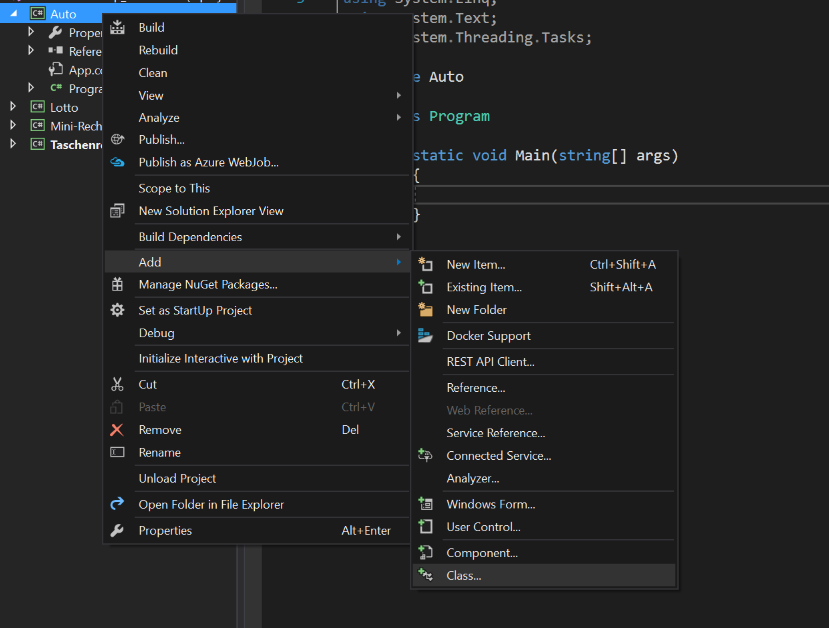 using System.Linq;
Auto
stem.Text;
Proper
stem.Threading.Tasks;
Refere
App.co
Progra
Lotto
Mini-Rech
Taschenre
e Auto
s Program
static void Main(string[] args)
{
}
Build
Rebuild
Clean
View
Analyze
Publish...
Publish as Azure WebJob...
Scope to This
New Solution Explorer View
Build Dependencies
Add
Manage NuGet Packages...
Set as StartUp Project
Debug
Initialize Interactive with Project
Cut Ctrl+X
Paste Ctrl+V
Remove Del
Rename
Unload Project
Open Folder in File Explorer
Properties Alt+Enter
New Item... Ctrl+Shift+A
Existing Item... Shift+Alt+A
New Folder
Docker Support
REST API Client...
Reference...
Web Reference...
Service Reference...
Connected Service...
Analyzer...
Windows Form...
User Control...
Component...
Class...